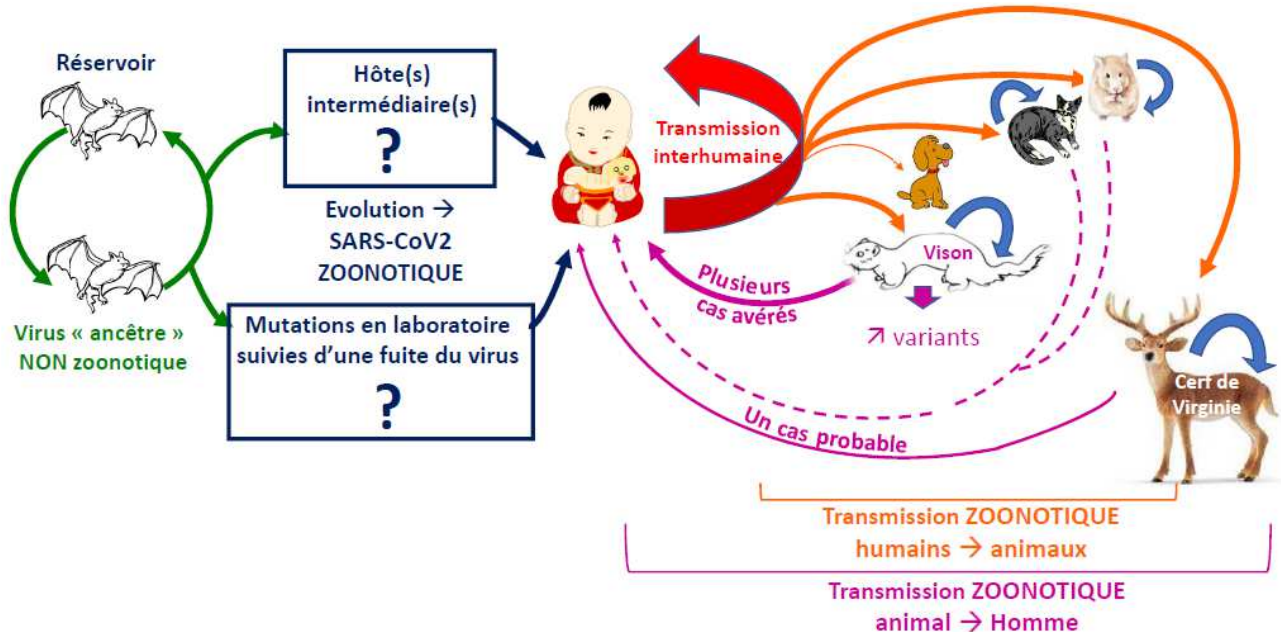 Réservoir
Virus « ancêtre »
NON zoonotique
Hôte(s)
intermédiaire(s)
?
Evolution →
SARS-CoV2
ZOONOTIQUE
Mutations en laboratoire
suivies d’une fuite du virus
?
Transmission
interhumaine
Vison
Plusieurs
cas avérés
↗ variants
Cerf de
Virginie
Un cas probable
Transmission ZOONOTIQUE
humains → animaux
Transmission ZOONOTIQUE
animal → Homme